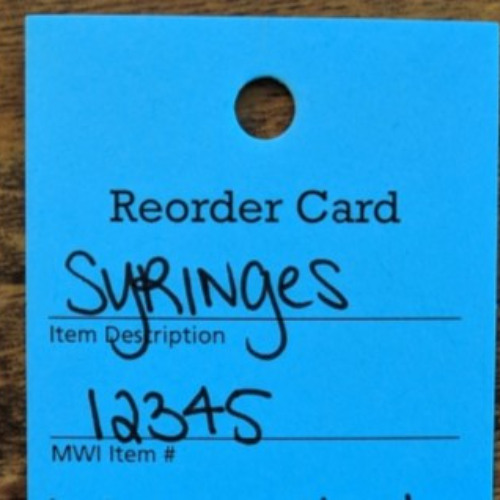 Reorder Card
Syringes
Item Description
12345
MWI Item #